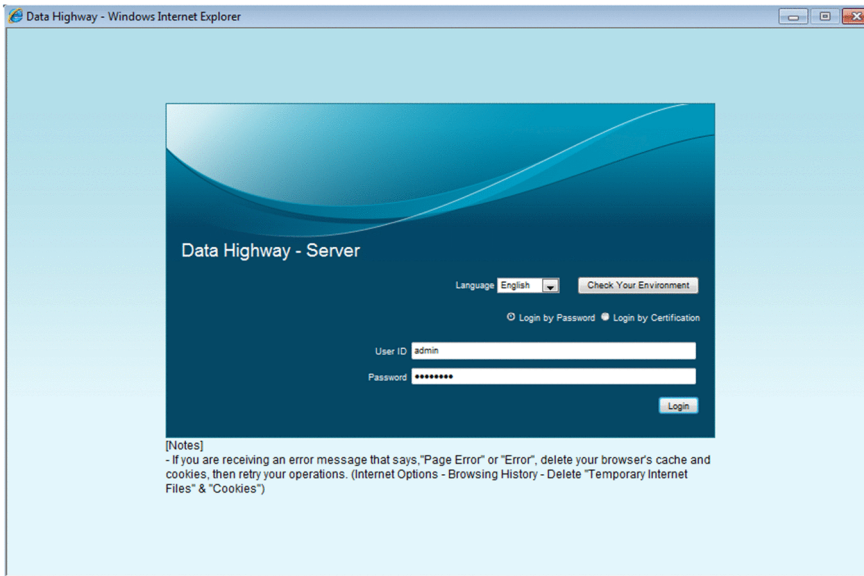 Data Highway - Windows Internet Explorer
Data Highway - Server
Language English Check Your Environment
Login by Password Login by Certification
User ID admin
Password ••••••••
Login
[Notes]
- If you are receiving an error message that says,"Page Error" or "Error", delete your browser's cache and
cookies, then retry your operations. (Internet Options - Browsing History - Delete "Temporary Internet
Files" & "Cookies")